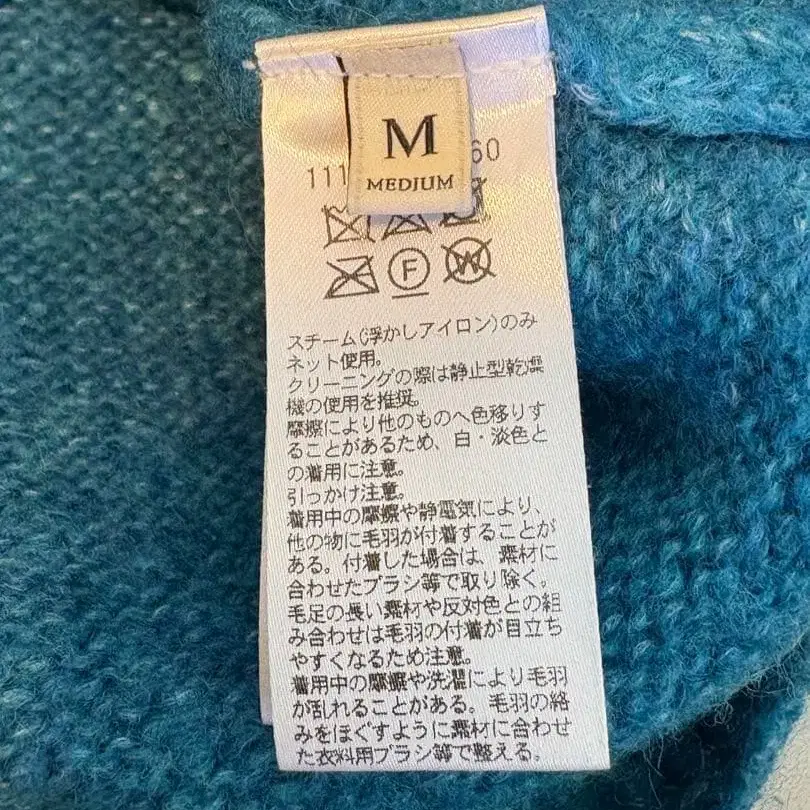 M
MEDIUM
111
60
F
W
スチーム(浮かしアイロン)のみ
ネット使用。
クリーニングの際は静止型乾燥
機の使用を推奨。
摩擦により他のものへ色移りす
ることがあるため、白・淡色と
の着用に注意。
引っかけ注意。
着用中の摩擦や静電気により、
他の物に毛羽が付着することが
ある。付着した場合は、素材に
合わせたブラシ等で取り除く。
毛足の長い素材や反対色との組
み合わせは毛羽の付着が目立ち
やすくなるため注意。
着用中の摩擦や洗濯により毛羽
が乱れることがある。毛羽の絡
みをほぐすように素材に合わせ
た衣料用ブラシ等で整える。